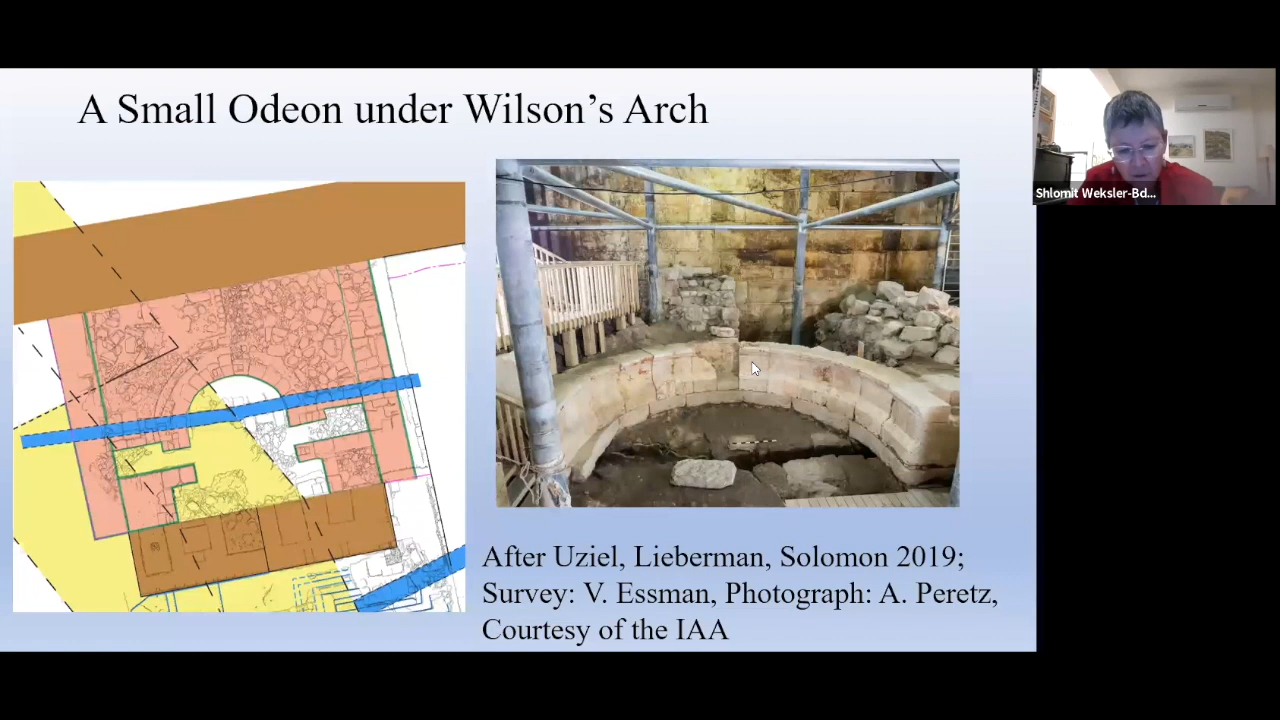 A Small Odeon under Wilson’s Arch
Shlomit Weksler-Bd...
After Uziel, Lieberman, Solomon 2019;
Survey: V. Essman, Photograph: A. Peretz,
Courtesy of the IAA